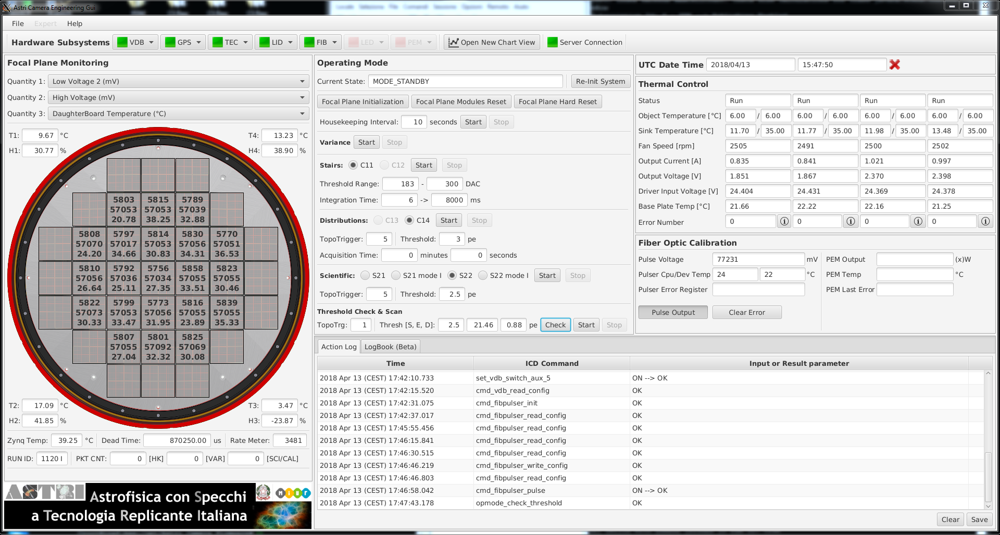 Astri Camera Engineering Gui
File Expert Help
Hardware Subsystems VDB GPS TEC LID FIB LED PEM Open New Chart View Server Connection
Focal Plane Monitoring
Quantity 1: Low Voltage 2 (mV)
Quantity 2: High Voltage (mV)
Quantity 3: DaughterBoard Temperature (°C)
T1: 9.67 °C T4: 13.23 °C
H1: 30.77 % H4: 38.90 %
5803 5815 5789
57053 57053 57039
20.78 38.25 32.88
5808 5797 5814 5830 5770
57070 57017 57053 57056 57051
24.20 34.66 30.83 34.31 36.53
5810 5792 5756 5858 5823
57056 57036 57034 57055 57055
26.64 25.11 27.35 33.51 30.46
5822 5799 5773 5816 5839
57073 57053 57056 57055 57055
30.33 33.47 31.95 23.89 35.33
5807 5801 5825
57055 57092 57069
27.04 32.32 30.08
T2: 17.09 °C T3: 3.47 °C
H2: 41.85 % H3: -23.87 %
Zynq Temp: 39.25 °C Dead Time: 870250.00 us Rate Meter: 3481
RUN ID: 1120 I PKT CNT: 0 [HK] 0 [VAR] 0 [SCI/CAL]
ASTRI
Astrofisica con Specchi
a Tecnologia Replicante Italiana
Operating Mode
Current State: MODE_STANDBY Re-Init System
Focal Plane Initialization Focal Plane Modules Reset Focal Plane Hard Reset
Housekeeping Interval: 10 seconds Start Stop
Variance Start Stop
Stairs: C11 C12 Start Stop
Threshold Range: 183 - 300 DAC
Integration Time: 6 -> 8000 ms
Distributions: C13 C14 Start Stop
TopoTrigger: 5 Threshold: 3 pe
Acquisition Time: 0 minutes 0 seconds
Scientific: S21 S21 mode I S22 S22 mode I Start Stop
TopoTrigger: 5 Threshold: 2.5 pe
Threshold Check & Scan
TopoTrg: 1 Thresh [S, E, D]: 2.5 21.46 0.88 pe Check Start Stop
UTC Date Time 2018/04/13 15:47:50
Thermal Control
Status Run Run Run Run
Object Temperature [°C] 6.00 / 6.00 6.00 / 6.00 6.00 / 6.00 6.00 / 6.00
Sink Temperature [°C] 11.70 / 35.00 11.77 / 35.00 11.98 / 35.00 13.48 / 35.00
Fan Speed [rpm] 2505 2491 2500 2502
Output Current [A] 0.835 0.841 1.021 0.997
Output Voltage [V] 1.851 1.867 2.370 2.398
Driver Input Voltage [V] 24.404 24.431 24.369 24.378
Base Plate Temp [°C] 21.66 22.22 22.16 21.25
Error Number 0 0 0 0
Fiber Optic Calibration
Pulse Voltage 77231 mV PEM Output (x)W
Pulser Cpu/Dev Temp 24 22 °C PEM Temp °C
Pulser Error Register PEM Last Error
Pulse Output Clear Error
Action Log LogBook (Beta)
Time ICD Command Input or Result parameter
2018 Apr 13 (CEST) 17:42:10.733 set_vdb_switch_aux_5 ON --> OK
2018 Apr 13 (CEST) 17:42:15.520 cmd_vdb_read_config OK
2018 Apr 13 (CEST) 17:42:31.075 cmd_fibpulser_init OK
2018 Apr 13 (CEST) 17:42:37.017 cmd_fibpulser_read_config OK
2018 Apr 13 (CEST) 17:45:55.456 cmd_fibpulser_read_config OK
2018 Apr 13 (CEST) 17:46:15.841 cmd_fibpulser_read_config OK
2018 Apr 13 (CEST) 17:46:30.515 cmd_fibpulser_read_config OK
2018 Apr 13 (CEST) 17:46:46.219 cmd_fibpulser_write_config OK
2018 Apr 13 (CEST) 17:46:46.803 cmd_fibpulser_read_config OK
2018 Apr 13 (CEST) 17:46:58.042 cmd_fibpulser_pulse ON --> OK
2018 Apr 13 (CEST) 17:47:43.178 opmode_check_threshold OK
Clear Save